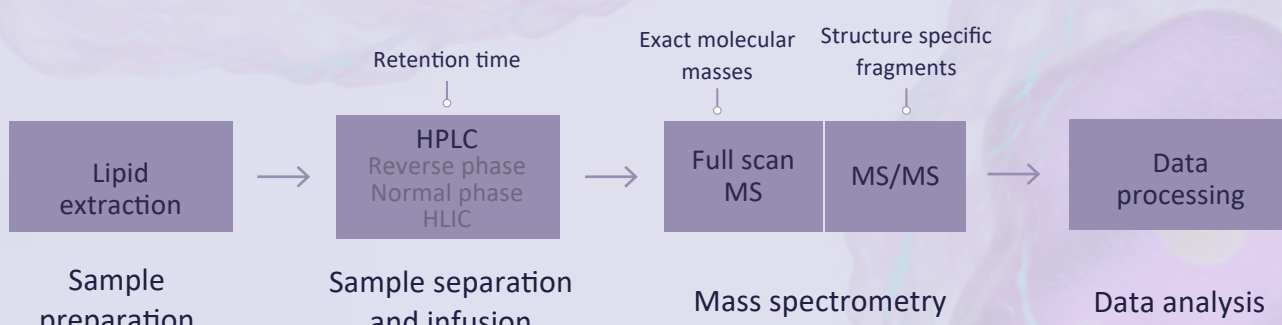 Retention time
Exact molecular
masses
Structure specific
fragments
Lipid
extraction
HPLC
Reverse phase
Normal phase
HLIC
Full scan
MS
MS/MS
Data
processing
Sample
preparation
Sample separation
and infusion
Mass spectrometry
Data analysis